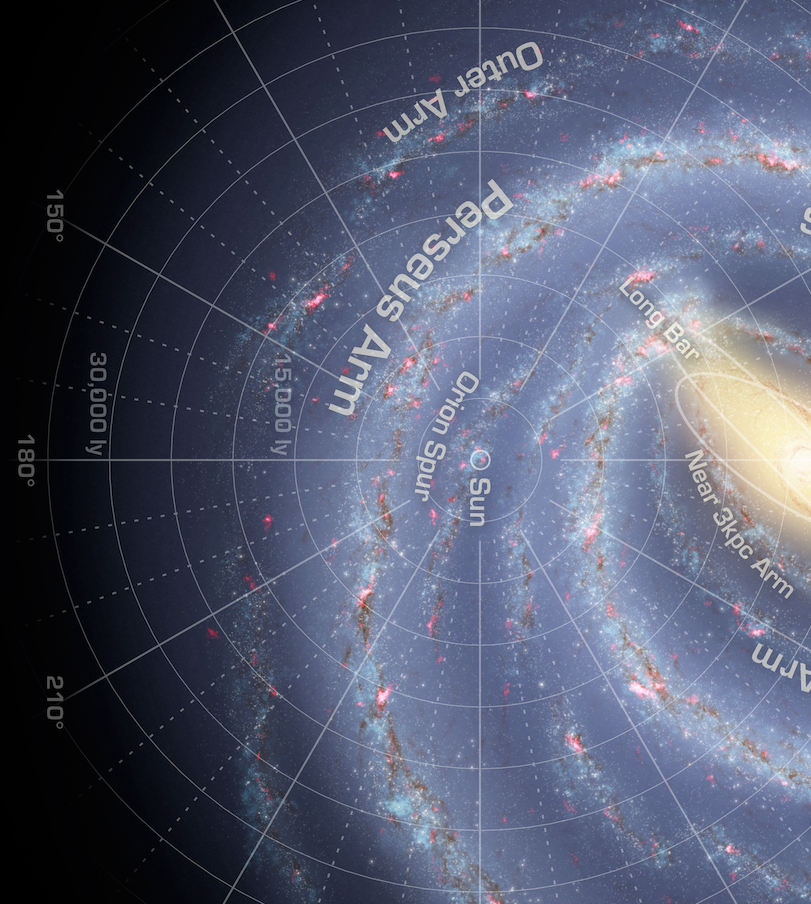 Outer Arm
Perseus Arm
150°
Long Bar
30,000 ly
15,000 ly
Orion Spur
180°
Sun
Near 3kpc Arm
Arm
210°